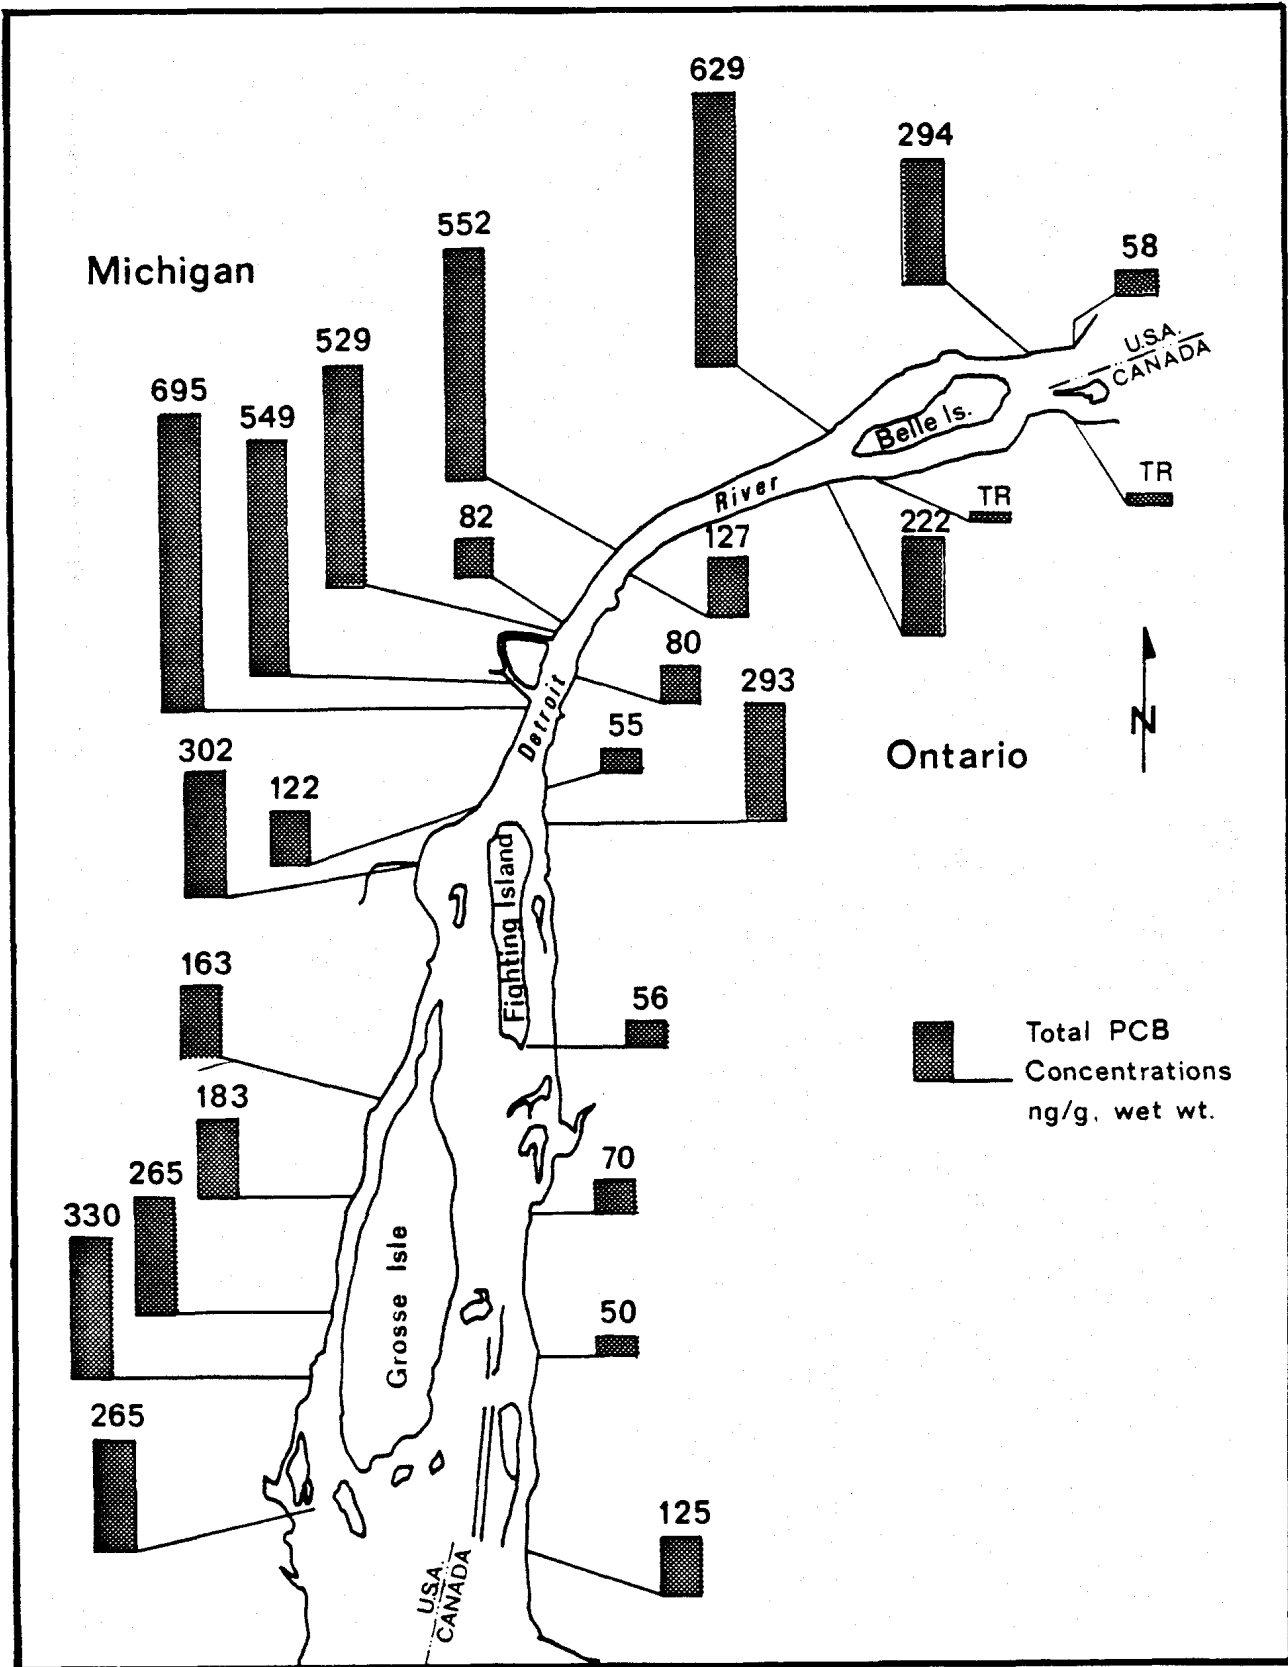 629
294
58
552
Michigan
529
695
549
U.S.A.
CANADA
Belle Is.
River
TR
TR
82
127
222
80
293
N
Detroit
55
Ontario
302
122
Fighting Island
163
56
Total PCB
Concentrations
ng/g, wet wt.
183
265
70
330
Grosse Isle
50
265
125
U.S.A.
CANADA